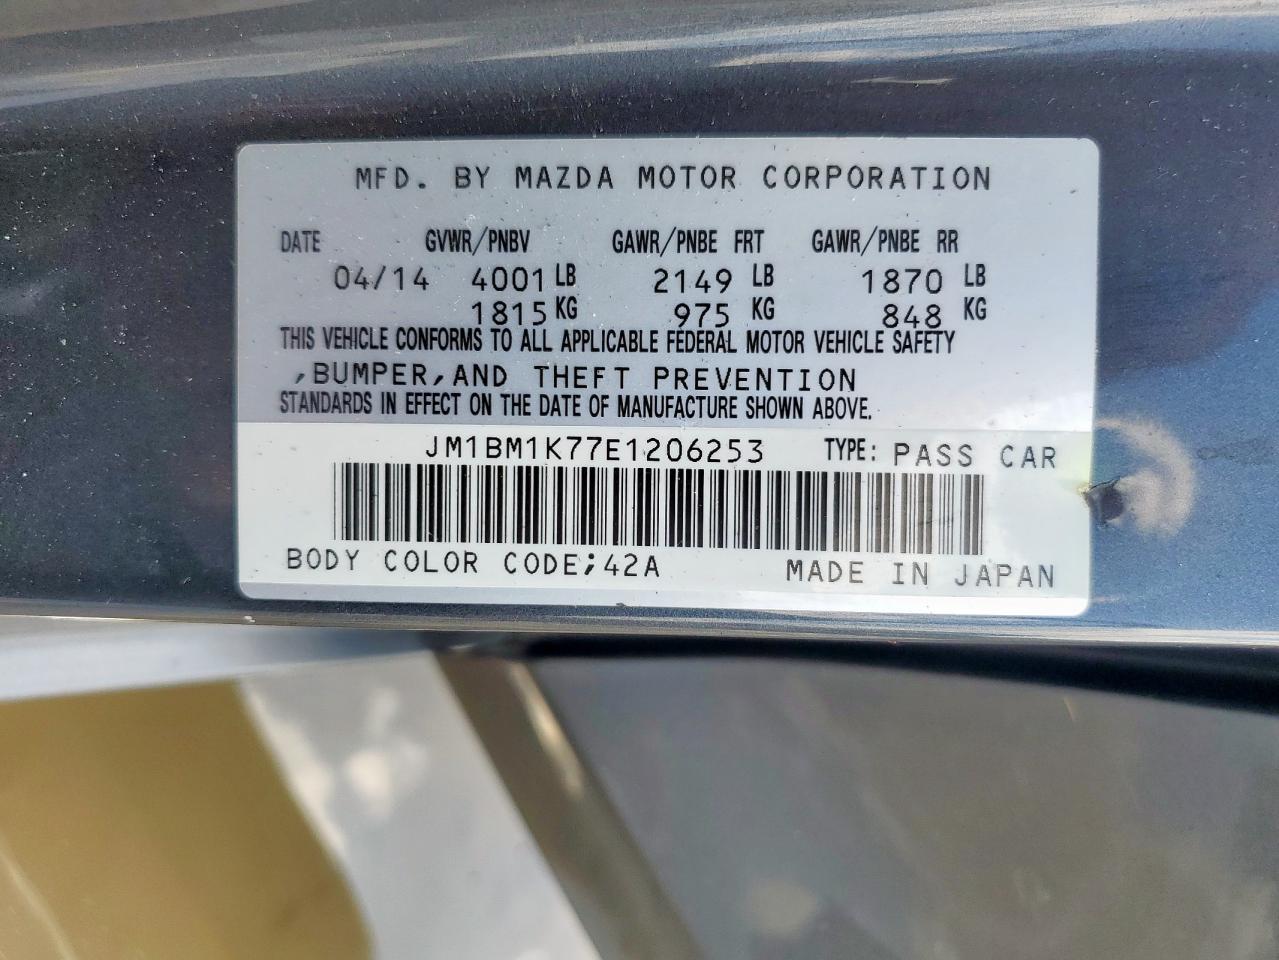 MFD. BY MAZDA MOTOR CORPORATION
DATE GVWR/PNBV GAWR/PNBE FRT GAWR/PNBE RR
04/14 4001 LB 2149 LB 1870 LB
1815 KG 975 KG 848 KG
THIS VEHICLE CONFORMS TO ALL APPLICABLE FEDERAL MOTOR VEHICLE SAFETY
,BUMPER,AND THEFT PREVENTION
STANDARDS IN EFFECT ON THE DATE OF MANUFACTURE SHOWN ABOVE.
JM1BM1K77E1206253 TYPE: PASS CAR
BODY COLOR CODE;42A MADE IN JAPAN